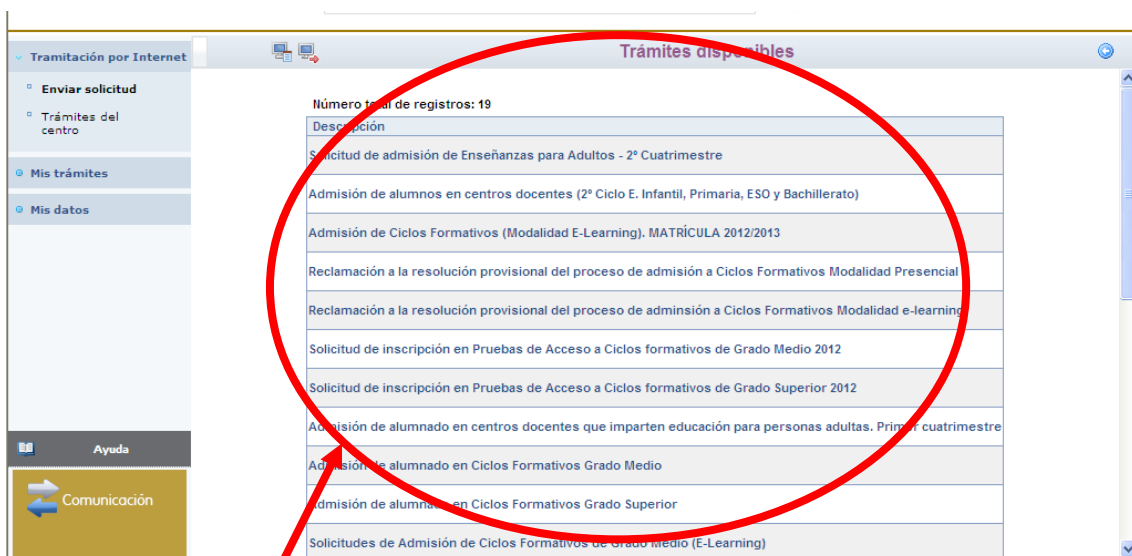 Tramitación por Internet
Enviar solicitud
Trámites del
centro
Mis trámites
Mis datos
Ayuda
Comunicación
Trámites disponibles
Número total de registros: 19
Descripción
Solicitud de admisión de Enseñanzas para Adultos - 2º Cuatrimestre
Admisión de alumnos en centros docentes (2º Ciclo E. Infantil, Primaria, ESO y Bachillerato)
Admisión de Ciclos Formativos (Modalidad E-Learning). MATRÍCULA 2012/2013
Reclamación a la resolución provisional del proceso de admisión a Ciclos Formativos Modalidad Presencial
Reclamación a la resolución provisional del proceso de adminsión a Ciclos Formativos Modalidad e-learning
Solicitud de inscripción en Pruebas de Acceso a Ciclos formativos de Grado Medio 2012
Solicitud de inscripción en Pruebas de Acceso a Ciclos formativos de Grado Superior 2012
Admisión de alumnado en centros docentes que imparten educación para personas adultas. Primer cuatrimestre
Admisión de alumnado en Ciclos Formativos Grado Medio
Admisión de alumnado en Ciclos Formativos Grado Superior
Solicitudes de Admisión de Ciclos Formativos de Grado Medio (E-Learning)